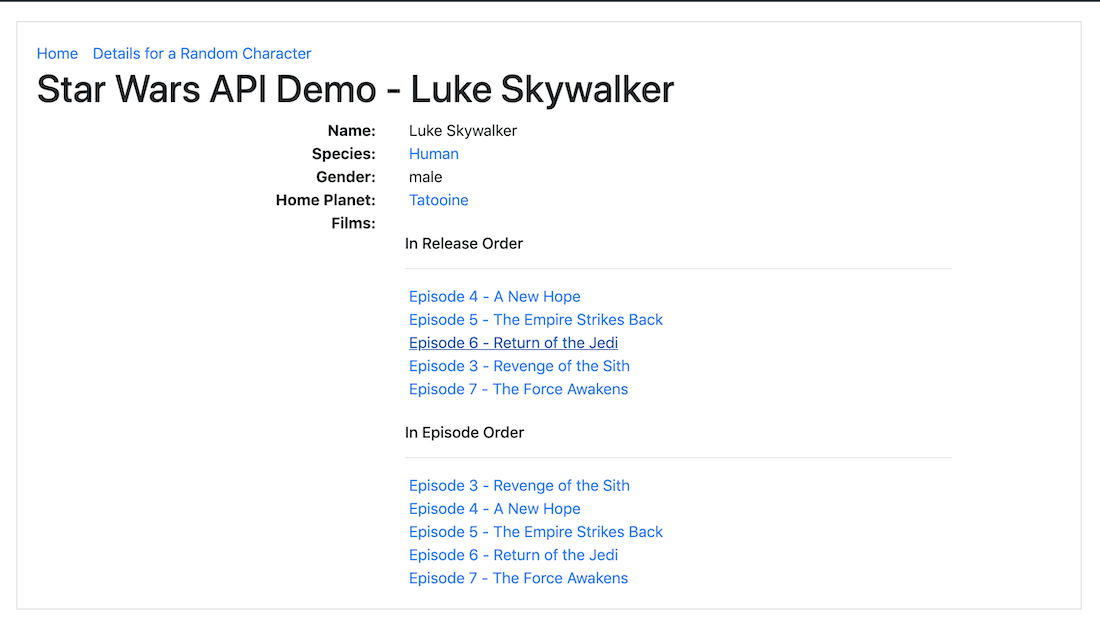 Home Details for a Random Character
Star Wars API Demo - Luke Skywalker
Name: Luke Skywalker
Species: Human
Gender: male
Home Planet: Tatooine
Films:
In Release Order
Episode 4 - A New Hope
Episode 5 - The Empire Strikes Back
Episode 6 - Return of the Jedi
Episode 3 - Revenge of the Sith
Episode 7 - The Force Awakens
In Episode Order
Episode 3 - Revenge of the Sith
Episode 4 - A New Hope
Episode 5 - The Empire Strikes Back
Episode 6 - Return of the Jedi
Episode 7 - The Force Awakens